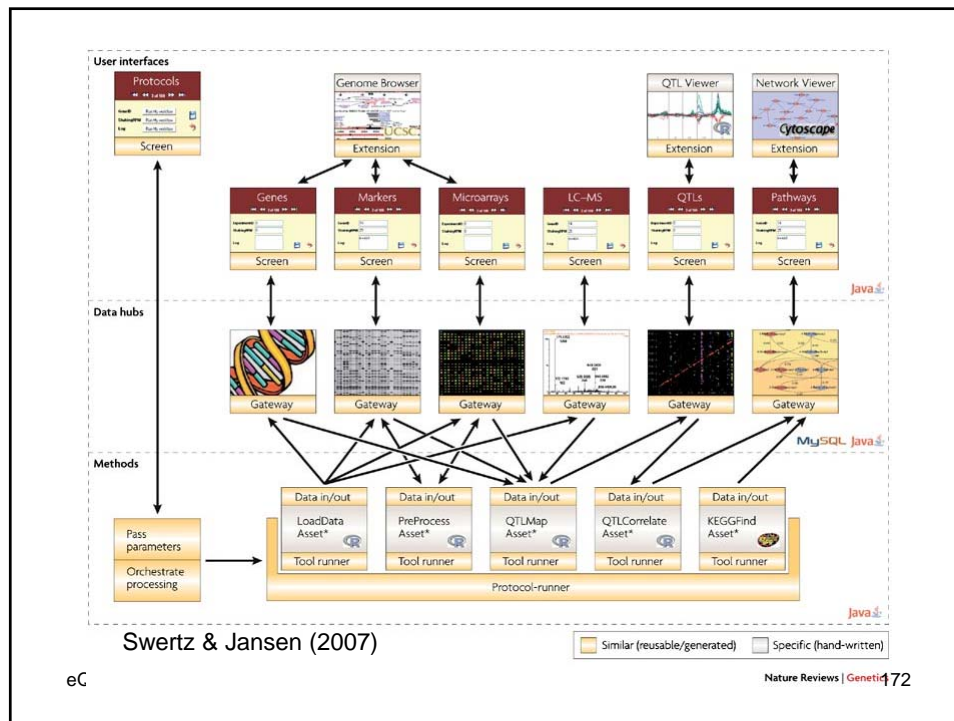 User interfaces
Protocols
Screen
Genome Browser
UCSC
Extension
QTL Viewer
R
Extension
Network Viewer
Cytoscape
Extension
Genes
Screen
Markers
Screen
Microarrays
Screen
LC–MS
Screen
QTLs
Screen
Pathways
Screen
Java
Data hubs
Gateway
Gateway
Gateway
Gateway
Gateway
Gateway
MySQL Java
Methods
Pass parameters
Orchestrate processing
Data in/out
LoadData
Asset*
R
Tool runner
Data in/out
PreProcess
Asset*
R
Tool runner
Data in/out
QTLMap
Asset*
R
Tool runner
Data in/out
QTLCorrelate
Asset*
R
Tool runner
Data in/out
KEGGFind
Asset*
Tool runner
Protocol-runner
Java
Swertz & Jansen (2007)
Similar (reusable/generated)
Specific (hand-written)
Nature Reviews | Genetics
172